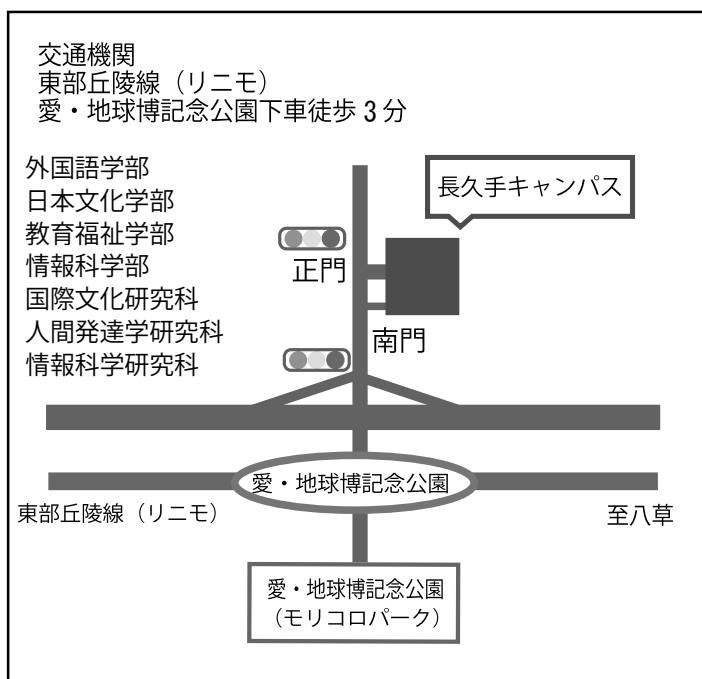 交通機関
東部丘陵線（リニモ）
愛・地球博記念公園下車徒歩 3 分
外国語学部
日本文化学部
教育福祉学部
情報科学部
国際文化研究科
人間発達学研究科
情報科学研究科
長久手キャンパス
正門
南門
愛・地球博記念公園
東部丘陵線（リニモ）
至八草
愛・地球博記念公園
（モリコロパーク）